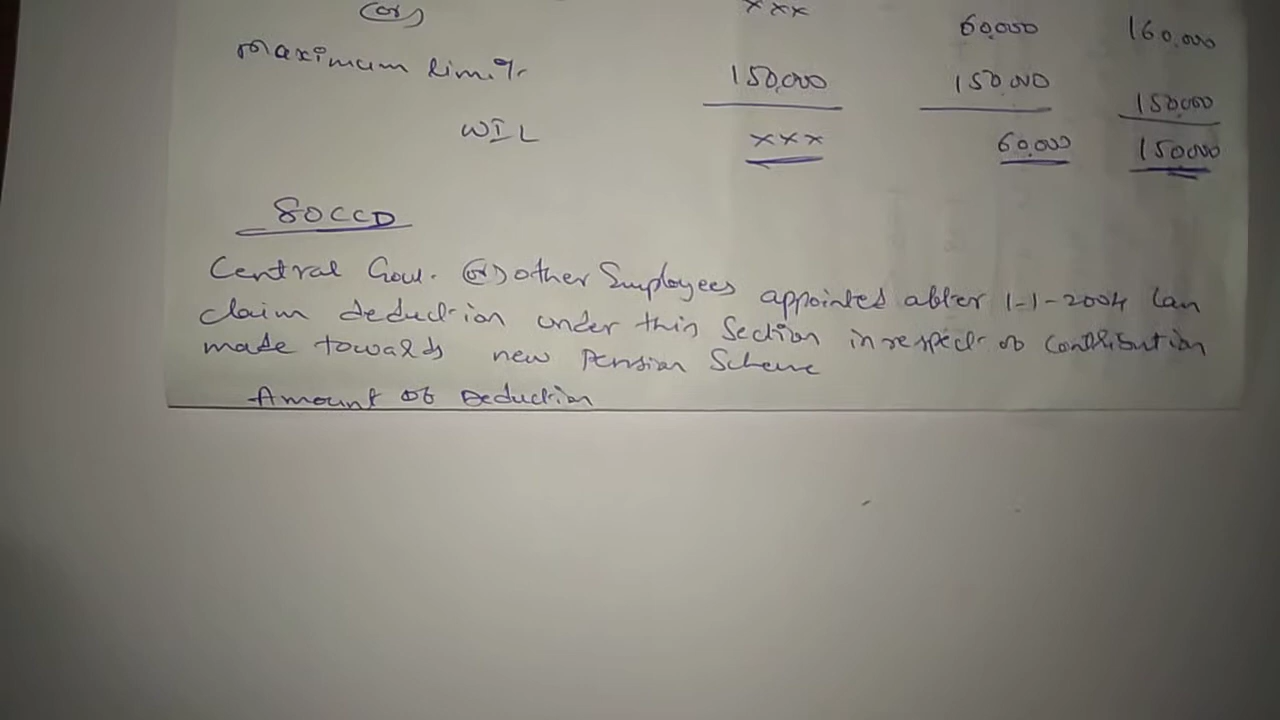 (or) xxx 60,000 160,000
Maximum limit 150,000 150,000 150,000
WIL xxx 60,000 150,000
80CCD
Central Govt. (or) other Employees appointed after 1-1-2004 can
claim deduction under this Section in respect of contribution
made towards new Pension Scheme
Amount of Deduction